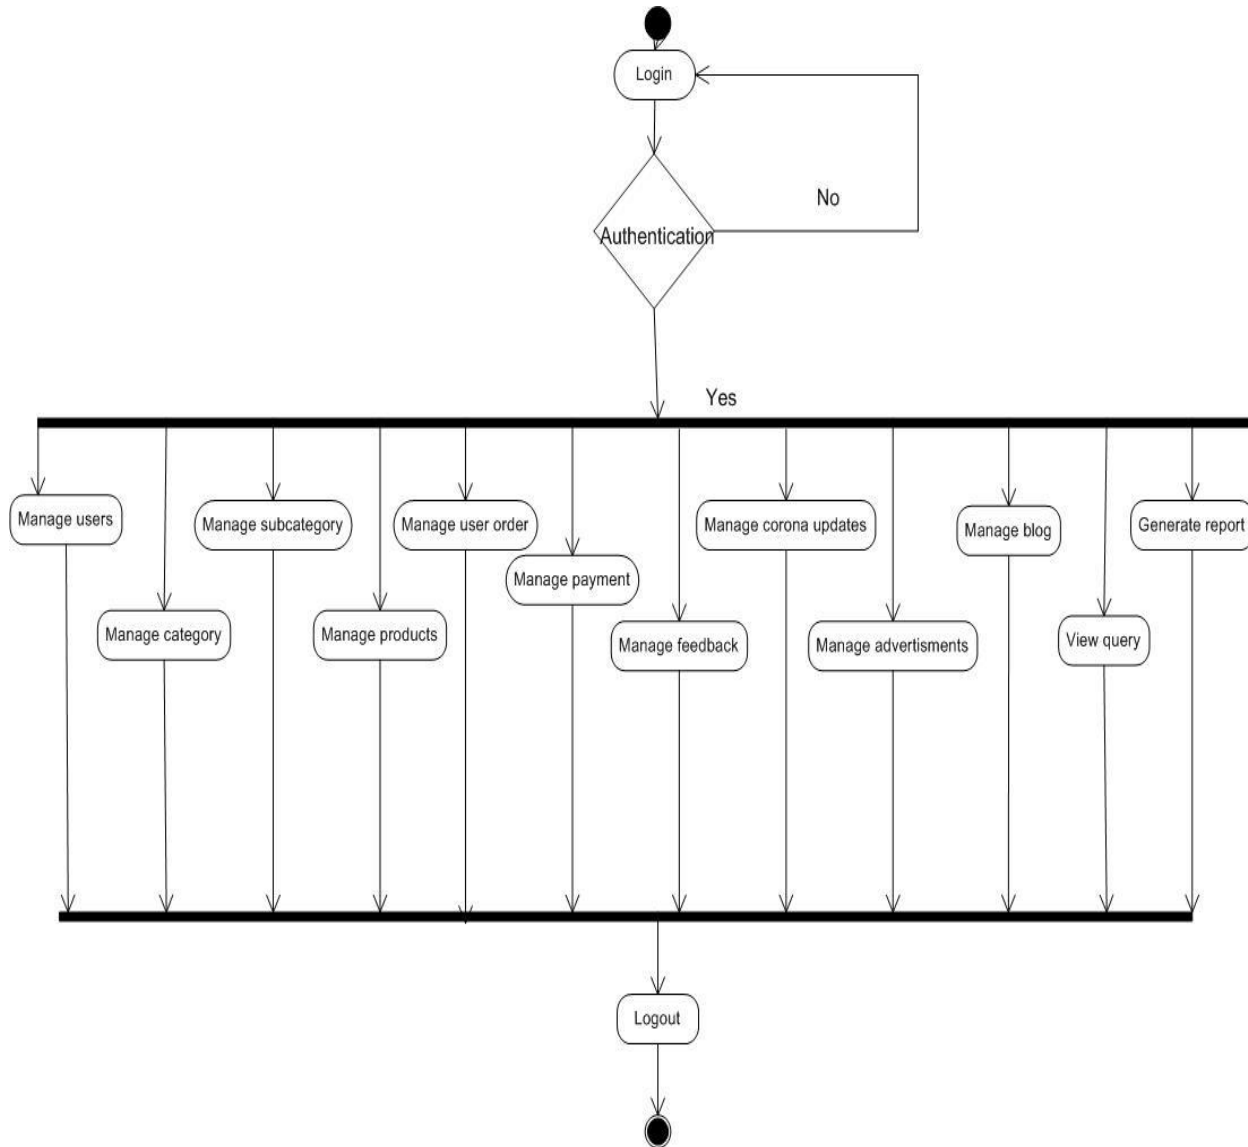 Login
No
Authentication
Yes
Manage users
Manage subcategory
Manage user order
Manage corona updates
Manage blog
Generate report
Manage payment
Manage category
Manage products
Manage feedback
Manage advertisments
View query
Logout